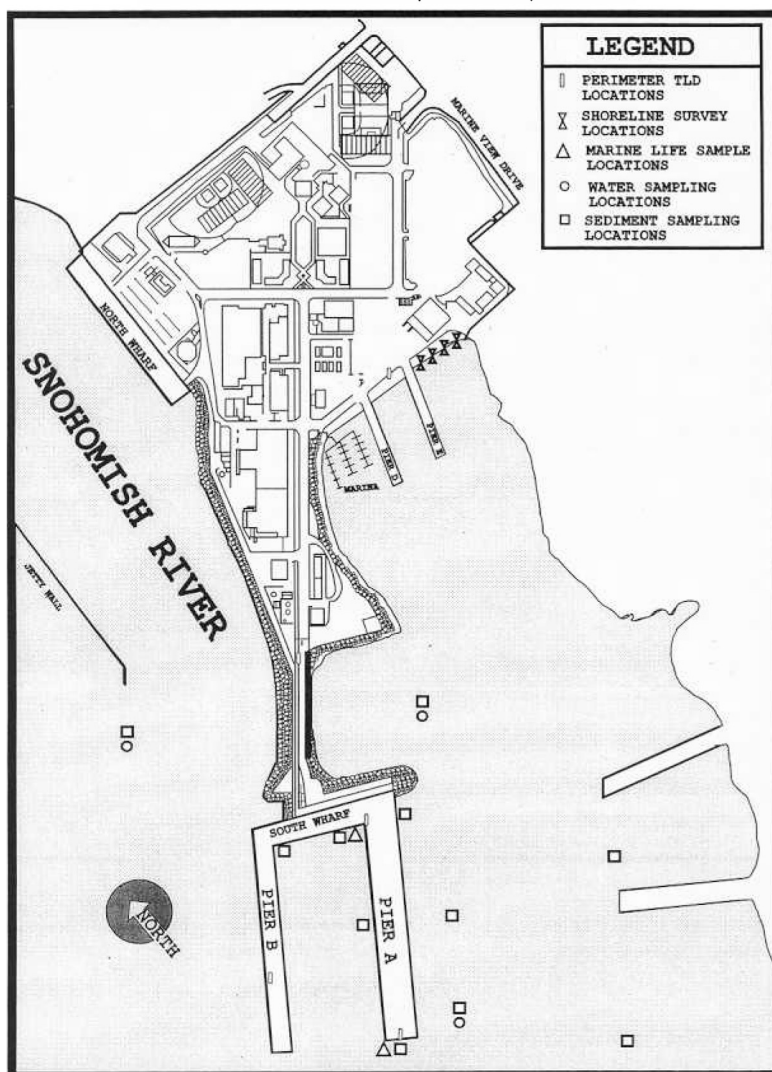 LEGEND
PERIMETER TLD
LOCATIONS
SHORELINE SURVEY
LOCATIONS
MARINE LIFE SAMPLE
LOCATIONS
WATER SAMPLING
LOCATIONS
SEDIMENT SAMPLING
LOCATIONS
MARINE VIEW DRIVE
NORTH WHARF
SNOHOMISH RIVER
PIER E
PIER D
MARINA
JETTY WALL
SOUTH WHARF
PIER B
PIER A
NORTH